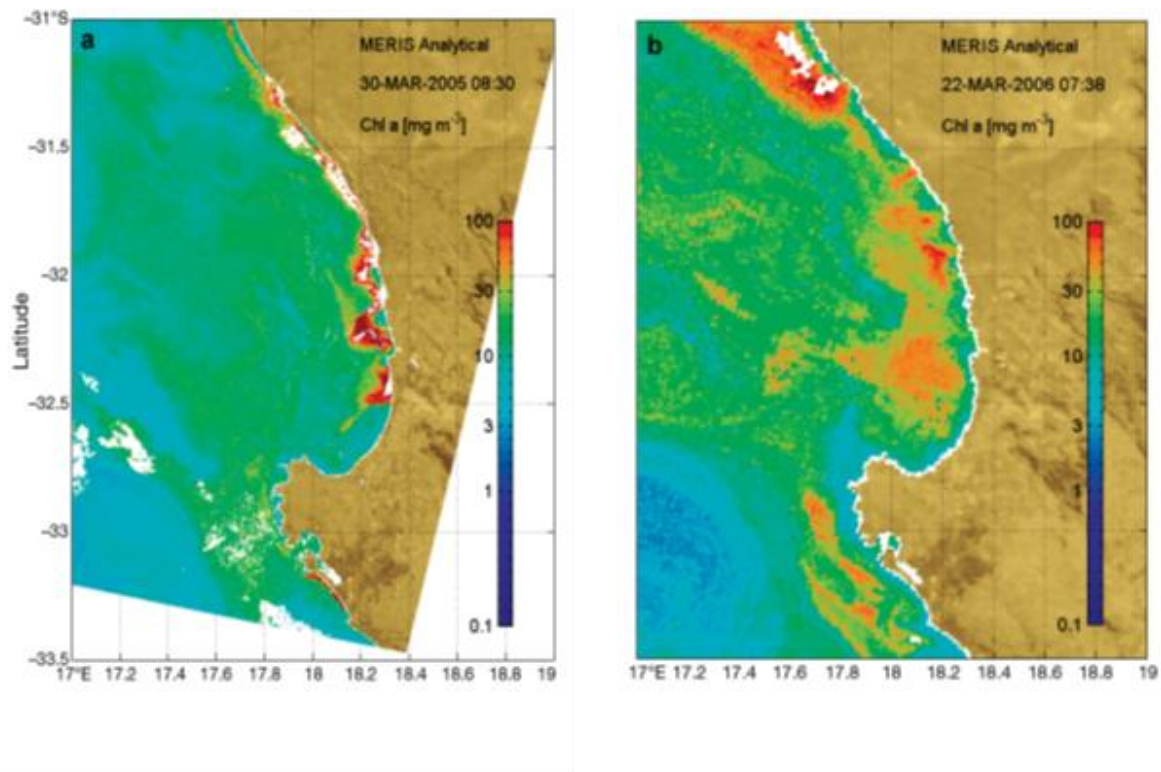 −31°S
−31.5
−32
−32.5
−33
−33.5
Latitude
a
MERIS Analytical
30-MAR-2005 08:30
Chl a [mg m⁻³]
100
30
10
3
1
0.1
17°E 17.2 17.4 17.6 17.8 18 18.2 18.4 18.6 18.8 19
b
MERIS Analytical
22-MAR-2006 07:38
Chl a [mg m⁻³]
100
30
10
3
1
0.1
17°E 17.2 17.4 17.6 17.8 18 18.2 18.4 18.6 18.8 19